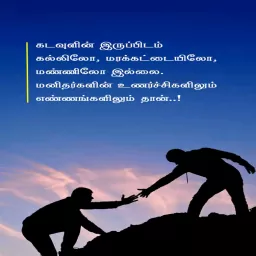 கடவுளின் இருப்பிடம்
கல்லிலோ, மரக்கட்டையிலோ,
மண்ணிலோ இல்லை.
மனிதர்களின் உணர்ச்சிகளிலும்
எண்ணங்களிலும் தான்..!